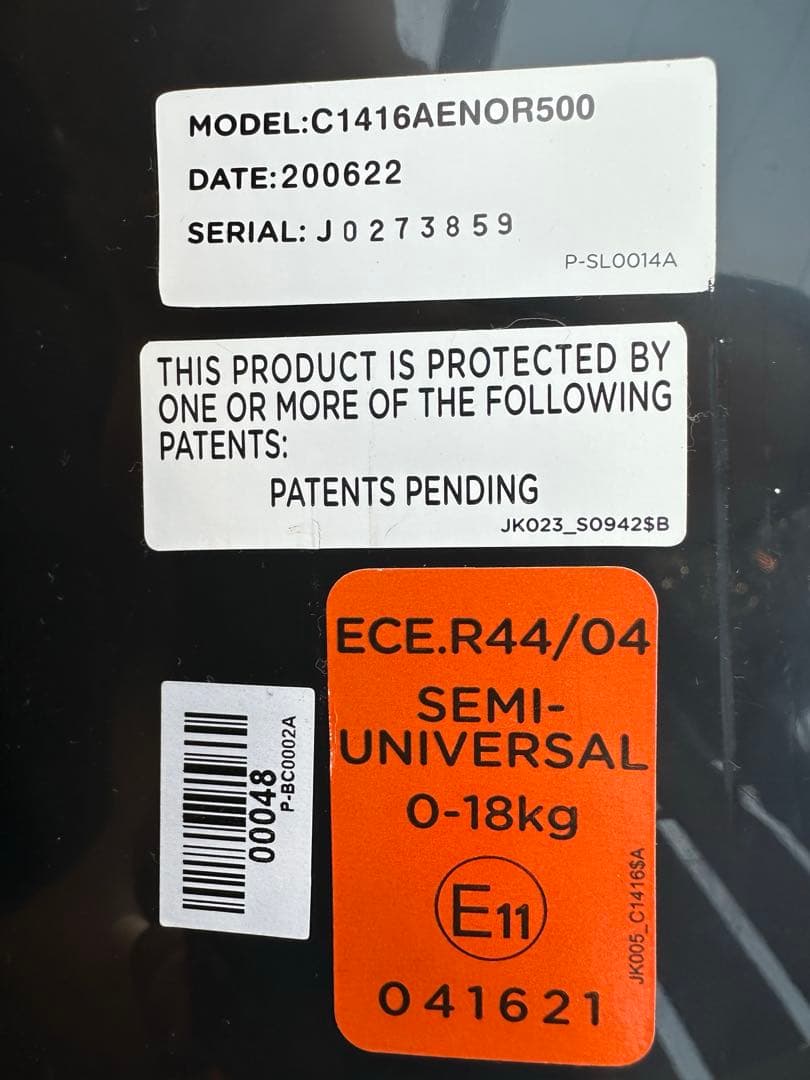 MODEL:C1416AENOR500
DATE:200622
SERIAL: J0273859
P-SL0014A
THIS PRODUCT IS PROTECTED BY
ONE OR MORE OF THE FOLLOWING
PATENTS:
PATENTS PENDING
JK023_S0942$B
00048
P-BC0002A
ECE.R44/04
SEMI-
UNIVERSAL
0-18kg
E11
041621
JK005_C1416$A